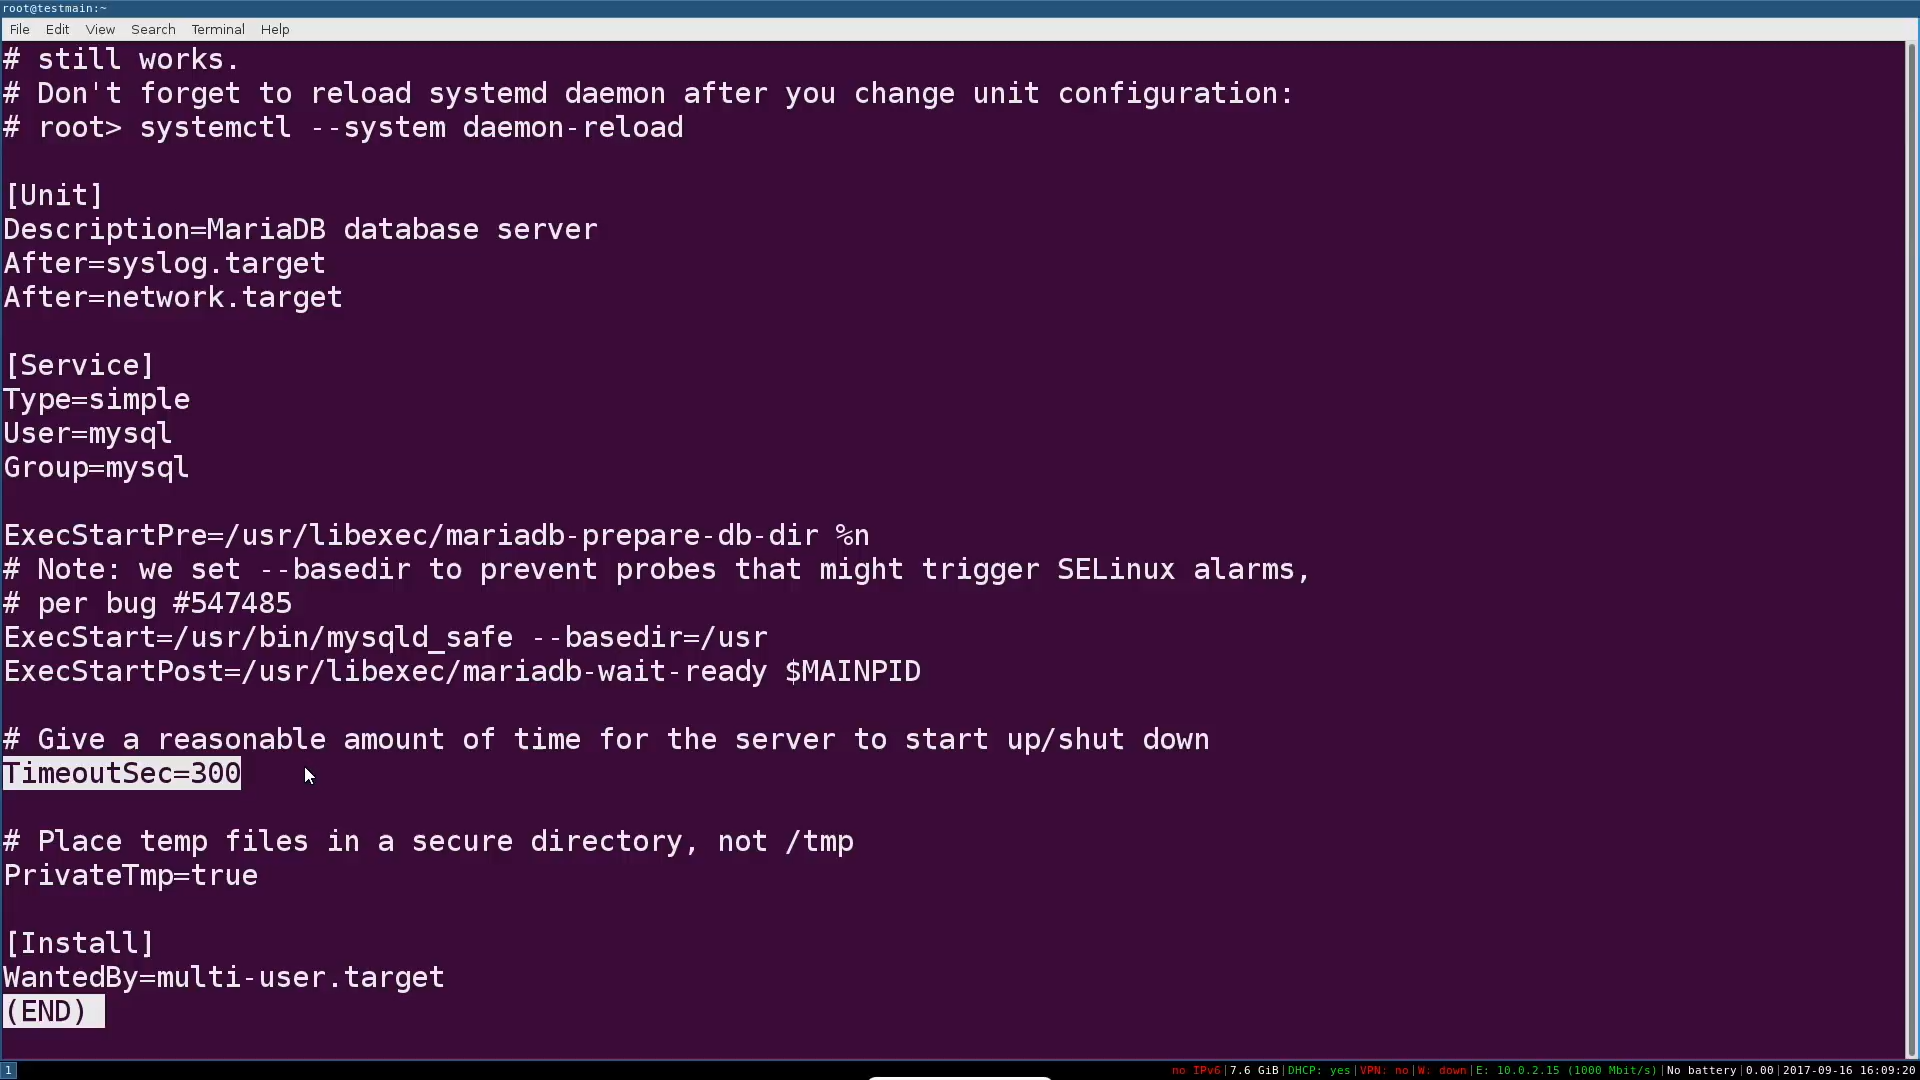 root@testmain:~
File Edit View Search Terminal Help
# still works.
# Don't forget to reload systemd daemon after you change unit configuration:
# root> systemctl --system daemon-reload
[Unit]
Description=MariaDB database server
After=syslog.target
After=network.target
[Service]
Type=simple
User=mysql
Group=mysql
ExecStartPre=/usr/libexec/mariadb-prepare-db-dir %n
# Note: we set --basedir to prevent probes that might trigger SELinux alarms,
# per bug #547485
ExecStart=/usr/bin/mysqld_safe --basedir=/usr
ExecStartPost=/usr/libexec/mariadb-wait-ready $MAINPID
# Give a reasonable amount of time for the server to start up/shut down
TimeoutSec=300
# Place temp files in a secure directory, not /tmp
PrivateTmp=true
[Install]
WantedBy=multi-user.target
(END)
1 no IPv6|7.6 GiB|DHCP: yes|VPN: no|W: down|E: 10.0.2.15 (1000 Mbit/s)|No battery|0.00|2017-09-16 16:09:20